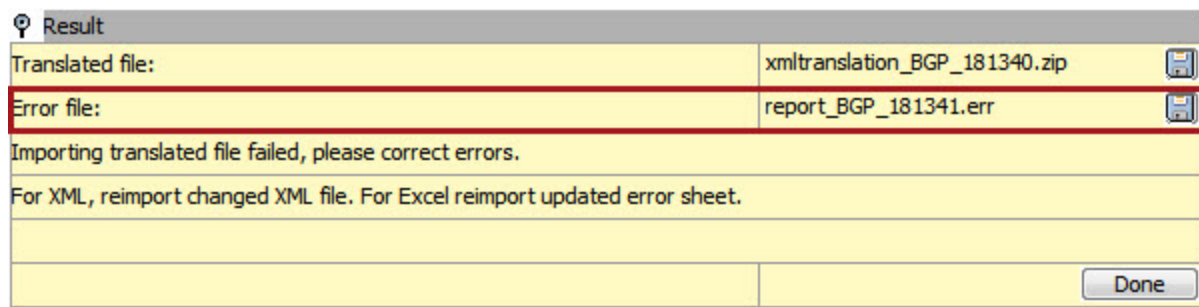 Result
Translated file: xmltranslation_BGP_181340.zip
Error file: report_BGP_181341.err
Importing translated file failed, please correct errors.
For XML, reimport changed XML file. For Excel reimport updated error sheet.
Done